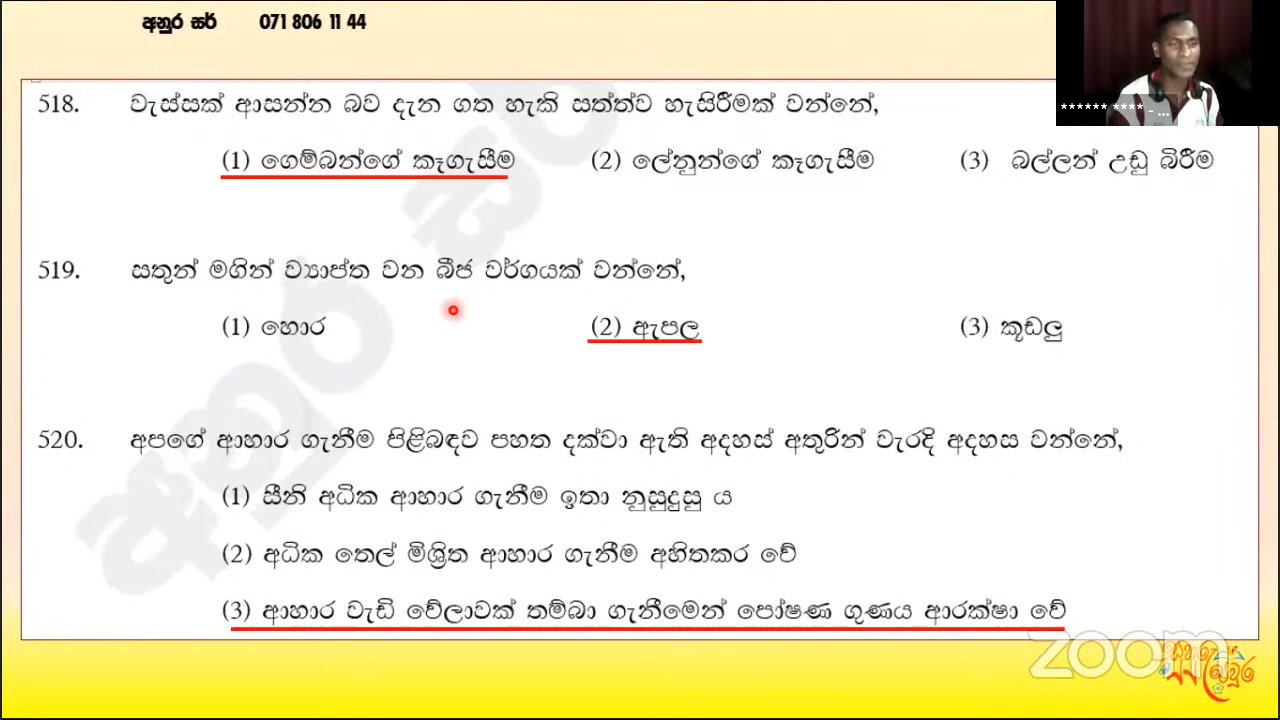 අනුර සර් 071 806 11 44
****** **** - ...
518. වැස්සක් ආසන්න බව දැන ගත හැකි සත්ත්ව හැසිරීමක් වන්නේ,
(1) ගෙම්බන්ගේ කෑගැසීම (2) ලේනුන්ගේ කෑගැසීම (3) බල්ලන් උඩු බිරීම
519. සතුන් මගින් ව්‍යාප්ත වන බීජ වර්ගයක් වන්නේ,
(1) හොර (2) ඇපල (3) කූඩලු
520. අපගේ ආහාර ගැනීම පිළිබඳව පහත දක්වා ඇති අදහස් අතුරින් වැරදි අදහස වන්නේ,
(1) සීනි අධික ආහාර ගැනීම ඉතා නුසුදුසු ය
(2) අධික තෙල් මිශ්‍රිත ආහාර ගැනීම අහිතකර වේ
(3) ආහාර වැඩි වේලාවක් තම්බා ගැනීමෙන් පෝෂණ ගුණය ආරක්ෂා වේ
අනුර සර
zoom